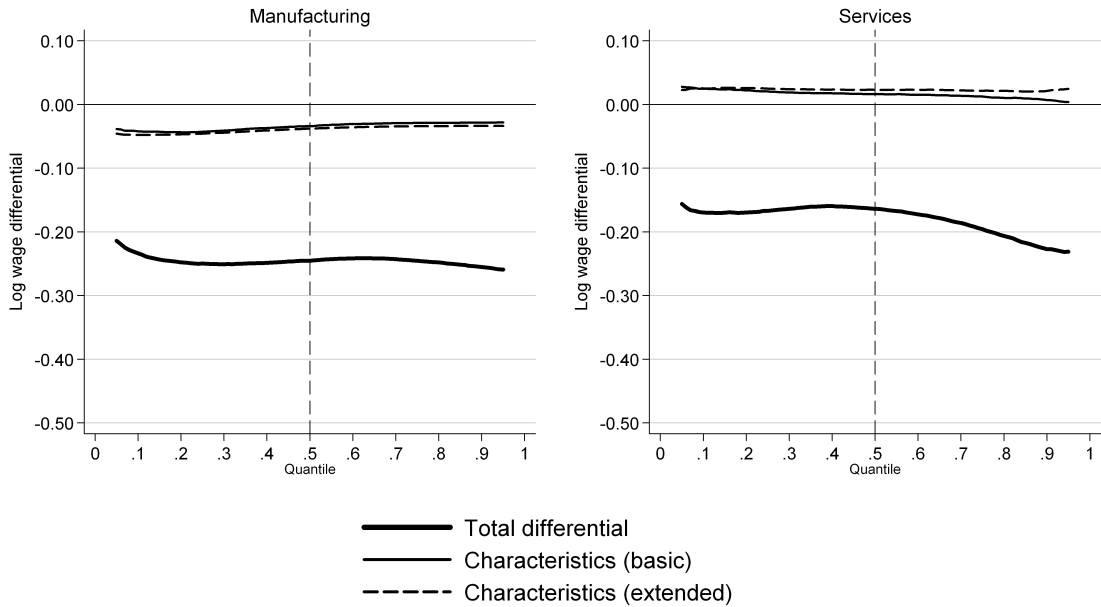 Manufacturing
Log wage differential
0.10
0.00
-0.10
-0.20
-0.30
-0.40
-0.50
0 .1 .2 .3 .4 .5 .6 .7 .8 .9 1
Quantile
Services
Log wage differential
0.10
0.00
-0.10
-0.20
-0.30
-0.40
-0.50
0 .1 .2 .3 .4 .5 .6 .7 .8 .9 1
Quantile
Total differential
Characteristics (basic)
Characteristics (extended)